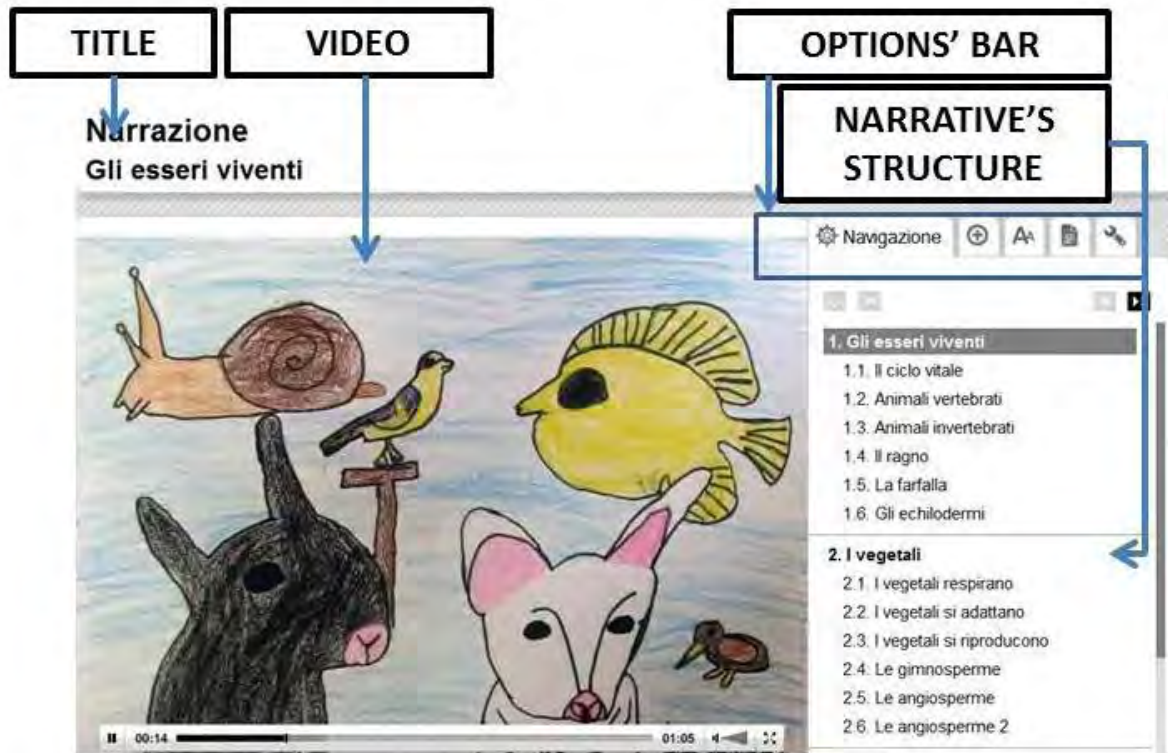 TITLE
VIDEO
OPTIONS' BAR
NARRATIVE'S
STRUCTURE
Narrazione
Gli esseri viventi
Navigazione
AA
1. Gli esseri viventi
1.1. Il ciclo vitale
1.2. Animali vertebrati
1.3. Animali invertebrati
1.4. Il ragno
1.5. La farfalla
1.6. Gli echilodermi
2. I vegetali
2.1. I vegetali respirano
2.2. I vegetali si adattano
2.3. I vegetali si riproducono
2.4. Le gimnosperme
2.5. Le angiosperme
2.6. Le angiosperme 2
00:14
01:05